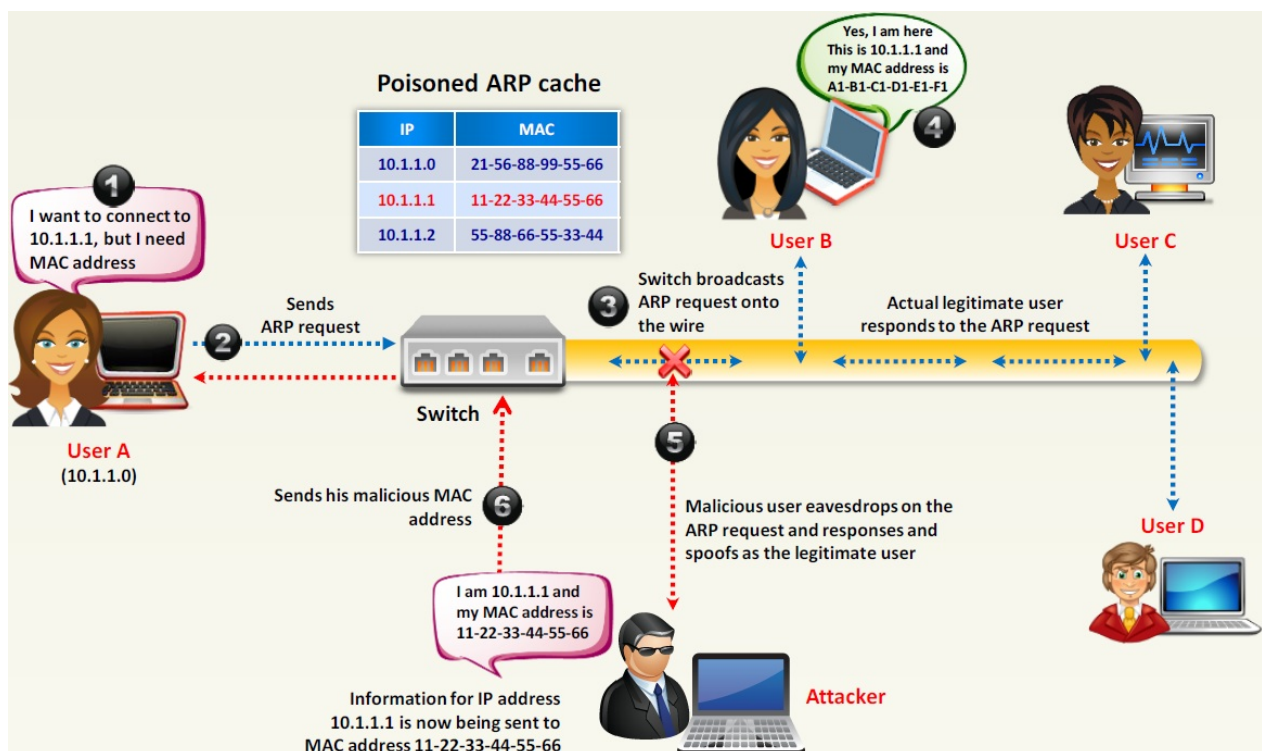 Poisoned ARP cache
IP MAC
10.1.1.0 21-56-88-99-55-66
10.1.1.1 11-22-33-44-55-66
10.1.1.2 55-88-66-55-33-44
1
I want to connect to
10.1.1.1, but I need
MAC address
User A
(10.1.1.0)
2
Sends
ARP request
Switch
3
Switch broadcasts
ARP request onto
the wire
Yes, I am here
This is 10.1.1.1 and
my MAC address is
A1-B1-C1-D1-E1-F1
4
User B
User C
Actual legitimate user
responds to the ARP request
5
Malicious user eavesdrops on the
ARP request and responses and
spoofs as the legitimate user
User D
6
Sends his malicious MAC
address
I am 10.1.1.1 and
my MAC address is
11-22-33-44-55-66
Attacker
Information for IP address
10.1.1.1 is now being sent to
MAC address 11-22-33-44-55-66